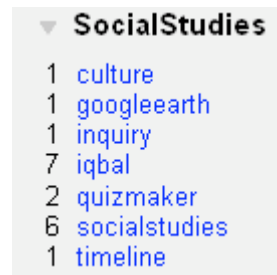 SocialStudies
1 culture
1 googleearth
1 inquiry
7 iqbal
2 quizmaker
6 socialstudies
1 timeline